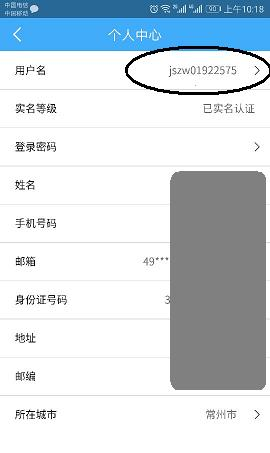 中国电信
中国移动 上午10:18
个人中心
用户名 jszw01922575
实名等级 已实名认证
登录密码
姓名
手机号码
邮箱 49***
身份证号码 3
地址
邮编
所在城市 常州市